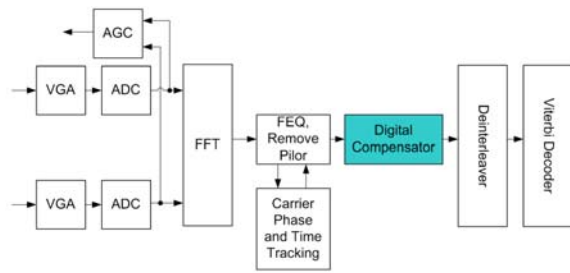 AGC
VGA
ADC
FFT
FEQ,
Remove
Pilor
Digital
Compensator
Deinterleaver
Viterbi Decoder
VGA
ADC
Carrier
Phase
and Time
Tracking